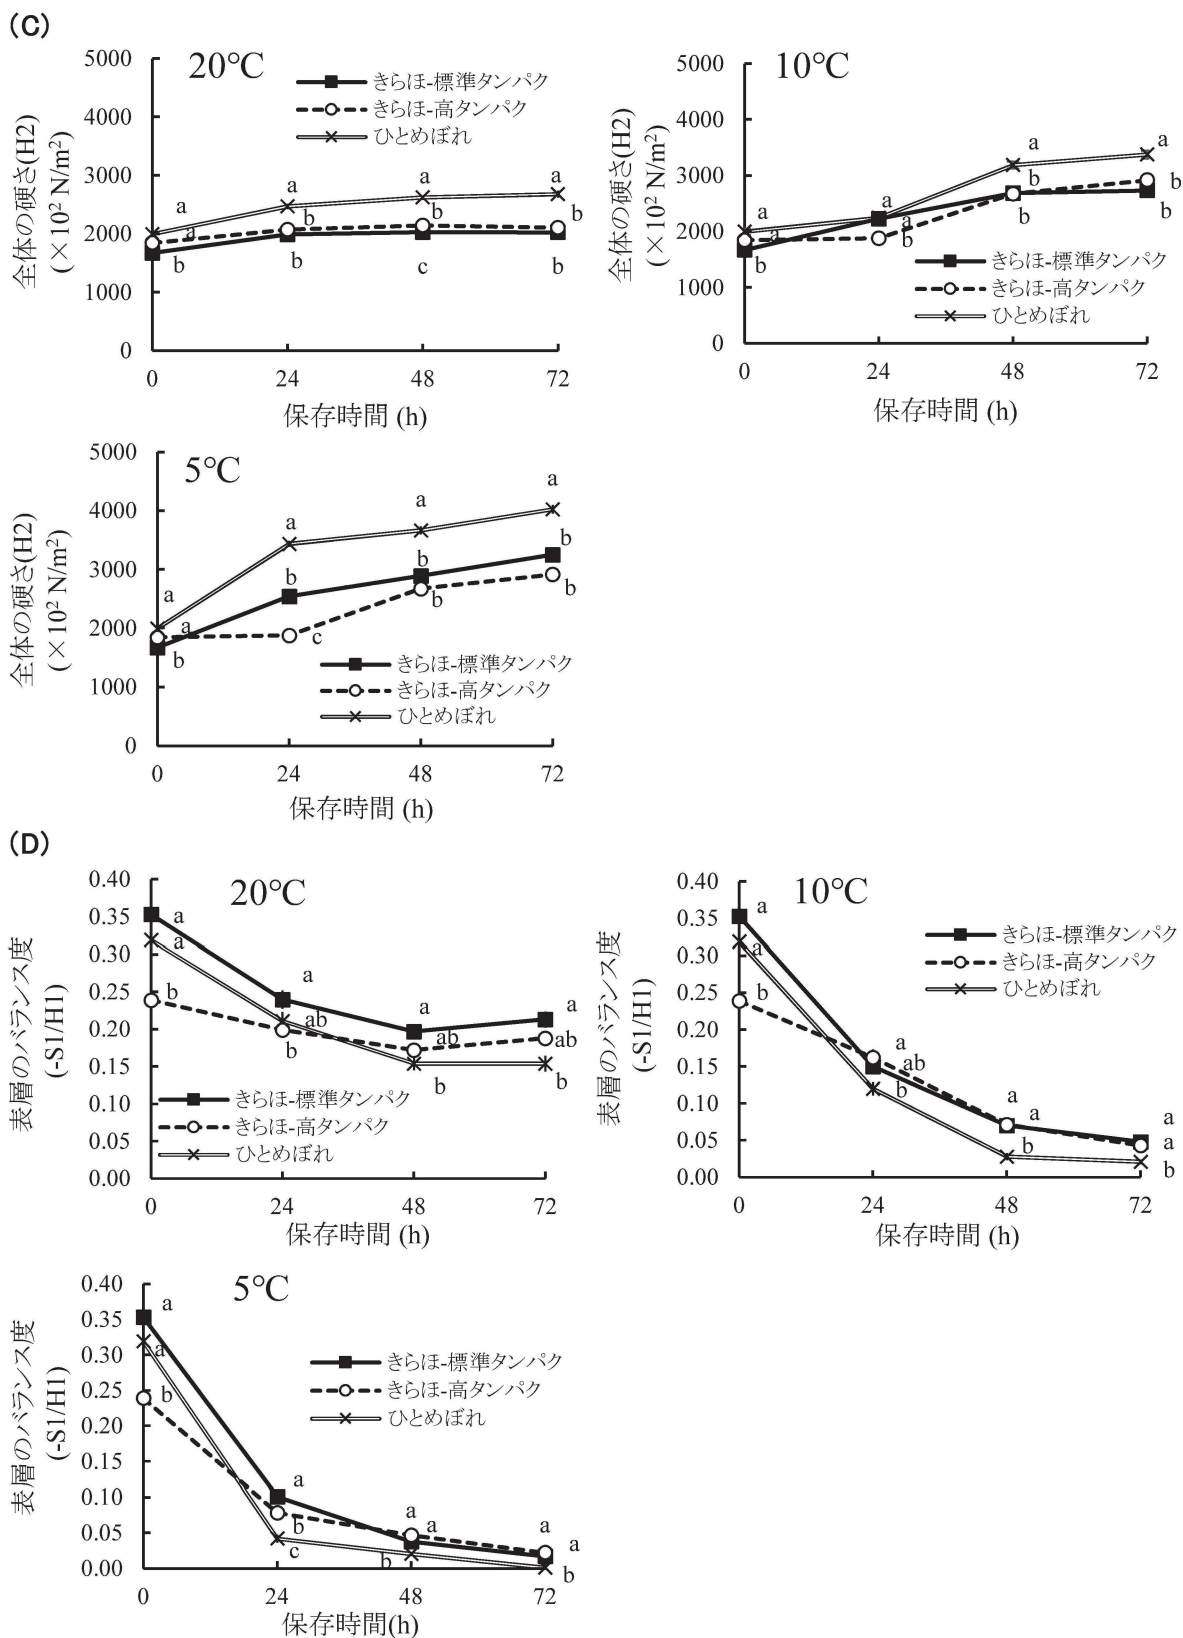 (C)
20℃
きらほ-標準タンパク
きらほ-高タンパク
ひとめぼれ
全体の硬さ(H2)
(×10² N/m²)
5000
4000
3000
2000
1000
0
a
a
a
a
a
b
b
b
b
b
c
b
0
24
48
72
保存時間 (h)
10℃
全体の硬さ(H2)
(×10² N/m²)
5000
4000
3000
2000
1000
0
a
a
a
a
a
a
b
b
b
b
b
b
きらほ-標準タンパク
きらほ-高タンパク
ひとめぼれ
0
24
48
72
保存時間 (h)
5℃
全体の硬さ(H2)
(×10² N/m²)
5000
4000
3000
2000
1000
0
a
a
a
a
a
b
b
b
b
c
b
b
きらほ-標準タンパク
きらほ-高タンパク
ひとめぼれ
0
24
48
72
保存時間 (h)
(D)
20℃
表層のバランス度
(-S1/H1)
0.40
0.35
0.30
0.25
0.20
0.15
0.10
0.05
0.00
a
a
b
a
ab
b
a
ab
b
a
ab
b
きらほ-標準タンパク
きらほ-高タンパク
ひとめぼれ
0
24
48
72
保存時間 (h)
10℃
表層のバランス度
(-S1/H1)
0.40
0.35
0.30
0.25
0.20
0.15
0.10
0.05
0.00
a
a
b
a
ab
b
a
a
b
a
a
b
きらほ-標準タンパク
きらほ-高タンパク
ひとめぼれ
0
24
48
72
保存時間 (h)
5℃
表層のバランス度
(-S1/H1)
0.40
0.35
0.30
0.25
0.20
0.15
0.10
0.05
0.00
a
a
b
a
b
c
a
a
b
a
a
b
きらほ-標準タンパク
きらほ-高タンパク
ひとめぼれ
0
24
48
72
保存時間(h)